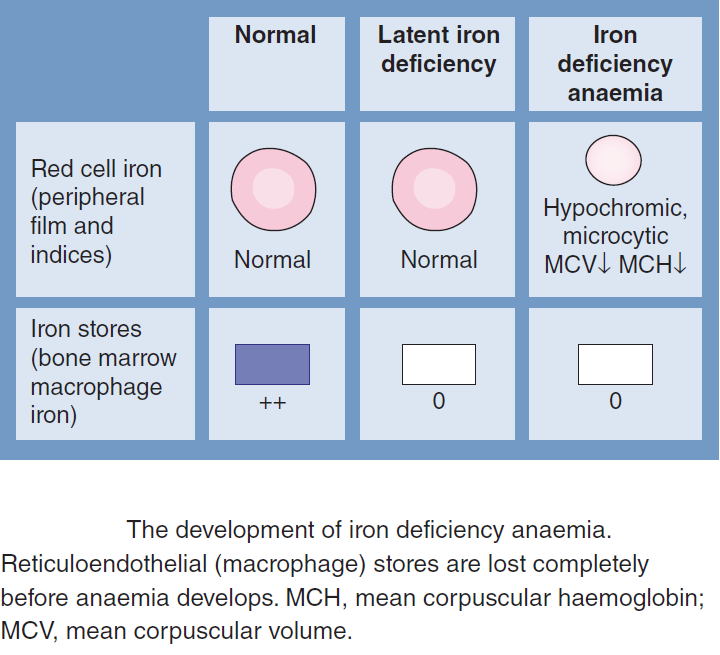 Normal
Latent iron
deficiency
Iron
deficiency
anaemia
Red cell iron
(peripheral
film and
indices)
Normal
Normal
Hypochromic,
microcytic
MCV↓ MCH↓
Iron stores
(bone marrow
macrophage
iron)
++
0
0
The development of iron deficiency anaemia.
Reticuloendothelial (macrophage) stores are lost completely
before anaemia develops. MCH, mean corpuscular haemoglobin;
MCV, mean corpuscular volume.